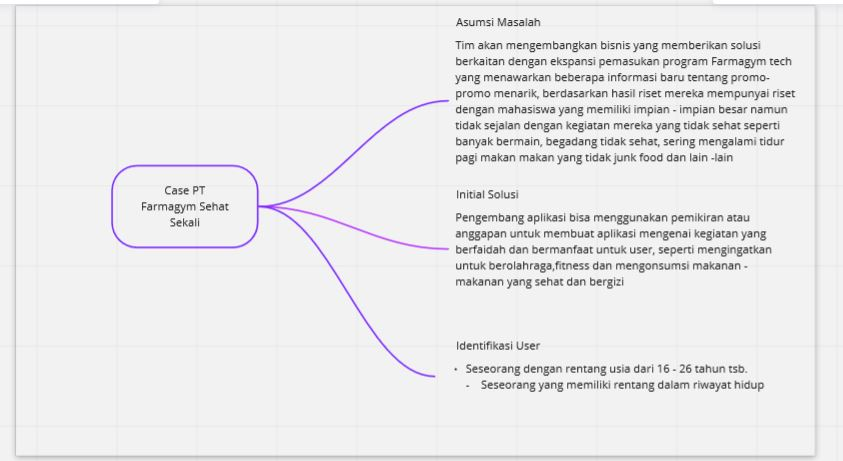 Asumsi Masalah
Tim akan mengembangkan bisnis yang memberikan solusi
berkaitan dengan ekspansi pemasukan program Farmagym tech
yang menawarkan beberapa informasi baru tentang promo-
promo menarik, berdasarkan hasil riset mereka mempunyai riset
dengan mahasiswa yang memiliki impian - impian besar namun
tidak sejalan dengan kegiatan mereka yang tidak sehat seperti
banyak bermain, begadang tidak sehat, sering mengalami tidur
pagi makan makan yang tidak junk food dan lain -lain
Case PT
Farmagym Sehat
Sekali
Initial Solusi
Pengembang aplikasi bisa menggunakan pemikiran atau
anggapan untuk membuat aplikasi mengenai kegiatan yang
berfaidah dan bermanfaat untuk user, seperti mengingatkan
untuk berolahraga,fitness dan mengonsumsi makanan -
makanan yang sehat dan bergizi
Identifikasi User
• Seseorang dengan rentang usia dari 16 - 26 tahun tsb.
- Seseorang yang memiliki rentang dalam riwayat hidup